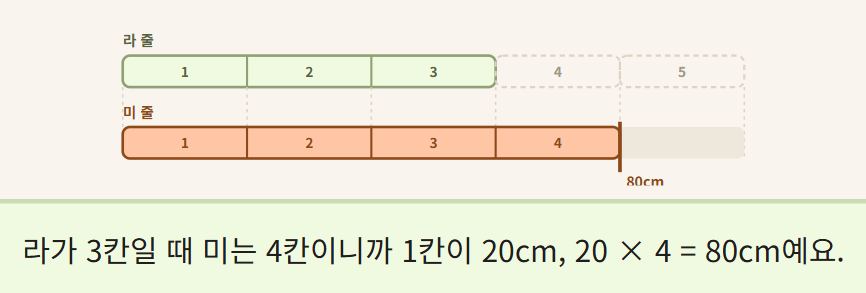 라 줄
1 2 3 4 5
미 줄
1 2 3 4
80cm
라가 3칸일 때 미는 4칸이니까 1칸이 20cm, 20 × 4 = 80cm예요.